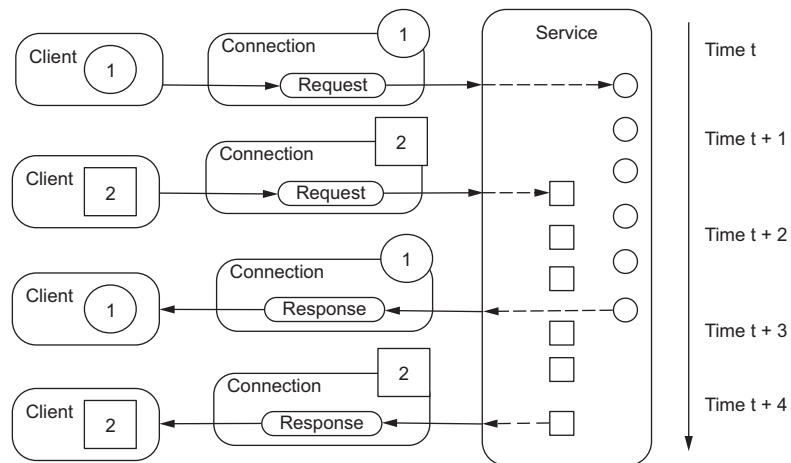 Client
1
Connection
1
Request
Service
Time t
Client
2
Connection
2
Request
Time t + 1
Time t + 2
Client
1
Connection
1
Response
Time t + 3
Client
2
Connection
2
Response
Time t + 4